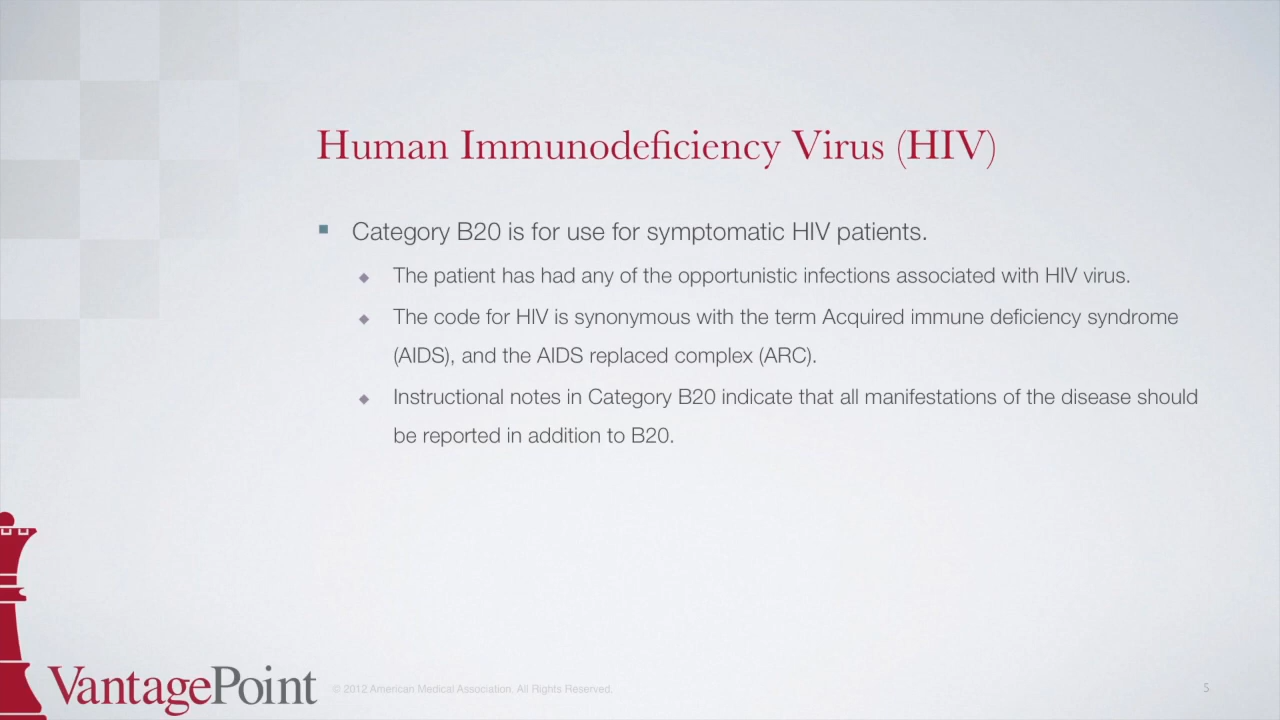 Human Immunodeficiency Virus (HIV)
Category B20 is for use for symptomatic HIV patients.
The patient has had any of the opportunistic infections associated with HIV virus.
The code for HIV is synonymous with the term Acquired immune deficiency syndrome
(AIDS), and the AIDS replaced complex (ARC).
Instructional notes in Category B20 indicate that all manifestations of the disease should
be reported in addition to B20.
VantagePoint
© 2012 American Medical Association. All Rights Reserved.
5